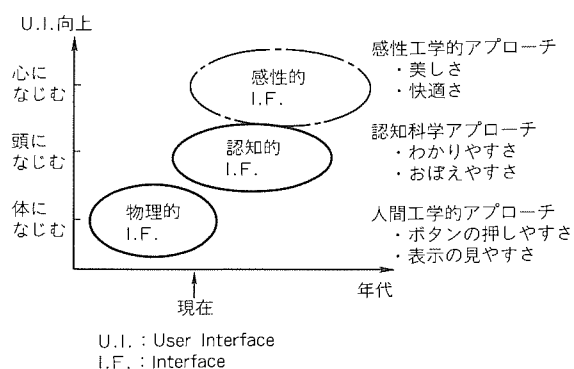 U.I.向上
心に
なじむ
頭に
なじむ
体に
なじむ
感性的
I.F.
認知的
I.F.
物理的
I.F.
感性工学的アプローチ
・美しさ
・快適さ
認知科学アプローチ
・わかりやすさ
・おぼえやすさ
人間工学的アプローチ
・ボタンの押しやすさ
・表示の見やすさ
現在
年代
U.I.：User Interface
I.F.：Interface